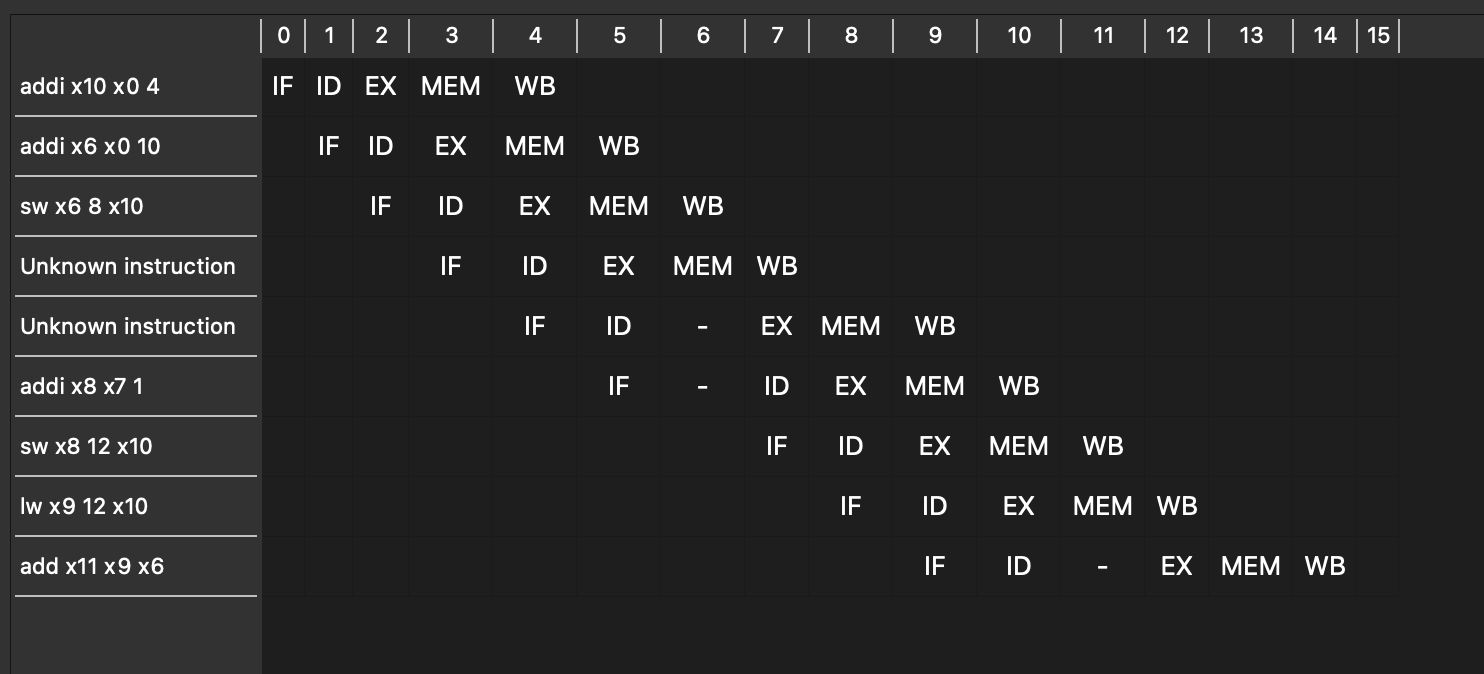 0 1 2 3 4 5 6 7 8 9 10 11 12 13 14 15
addi x10 x0 4 IF ID EX MEM WB
addi x6 x0 10 IF ID EX MEM WB
sw x6 8 x10 IF ID EX MEM WB
Unknown instruction IF ID EX MEM WB
Unknown instruction IF ID - EX MEM WB
addi x8 x7 1 IF - ID EX MEM WB
sw x8 12 x10 IF ID EX MEM WB
lw x9 12 x10 IF ID EX MEM WB
add x11 x9 x6 IF ID - EX MEM WB